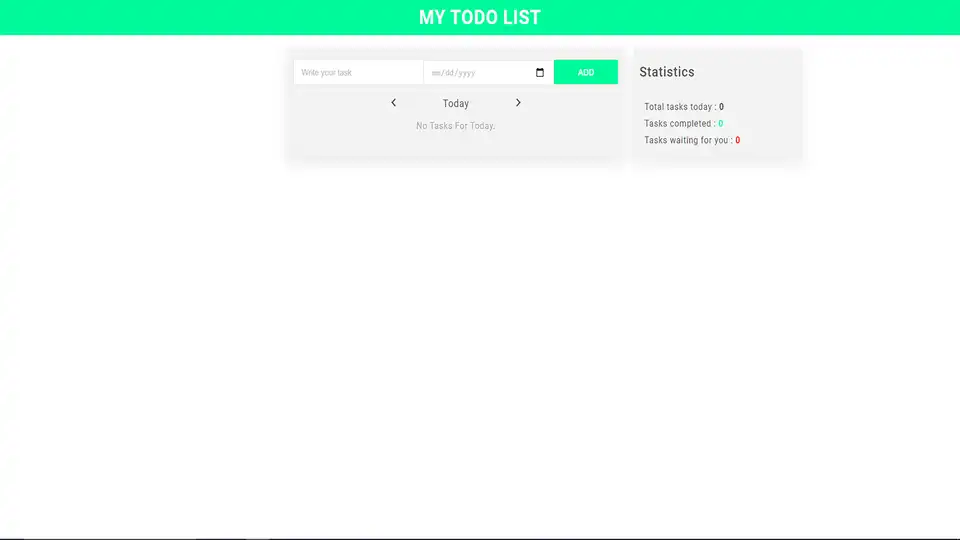 MY TODO LIST
Write your task
mm/dd/yyyy
ADD
Today
No Tasks For Today.
Statistics
Total tasks today : 0
Tasks completed : 0
Tasks waiting for you : 0